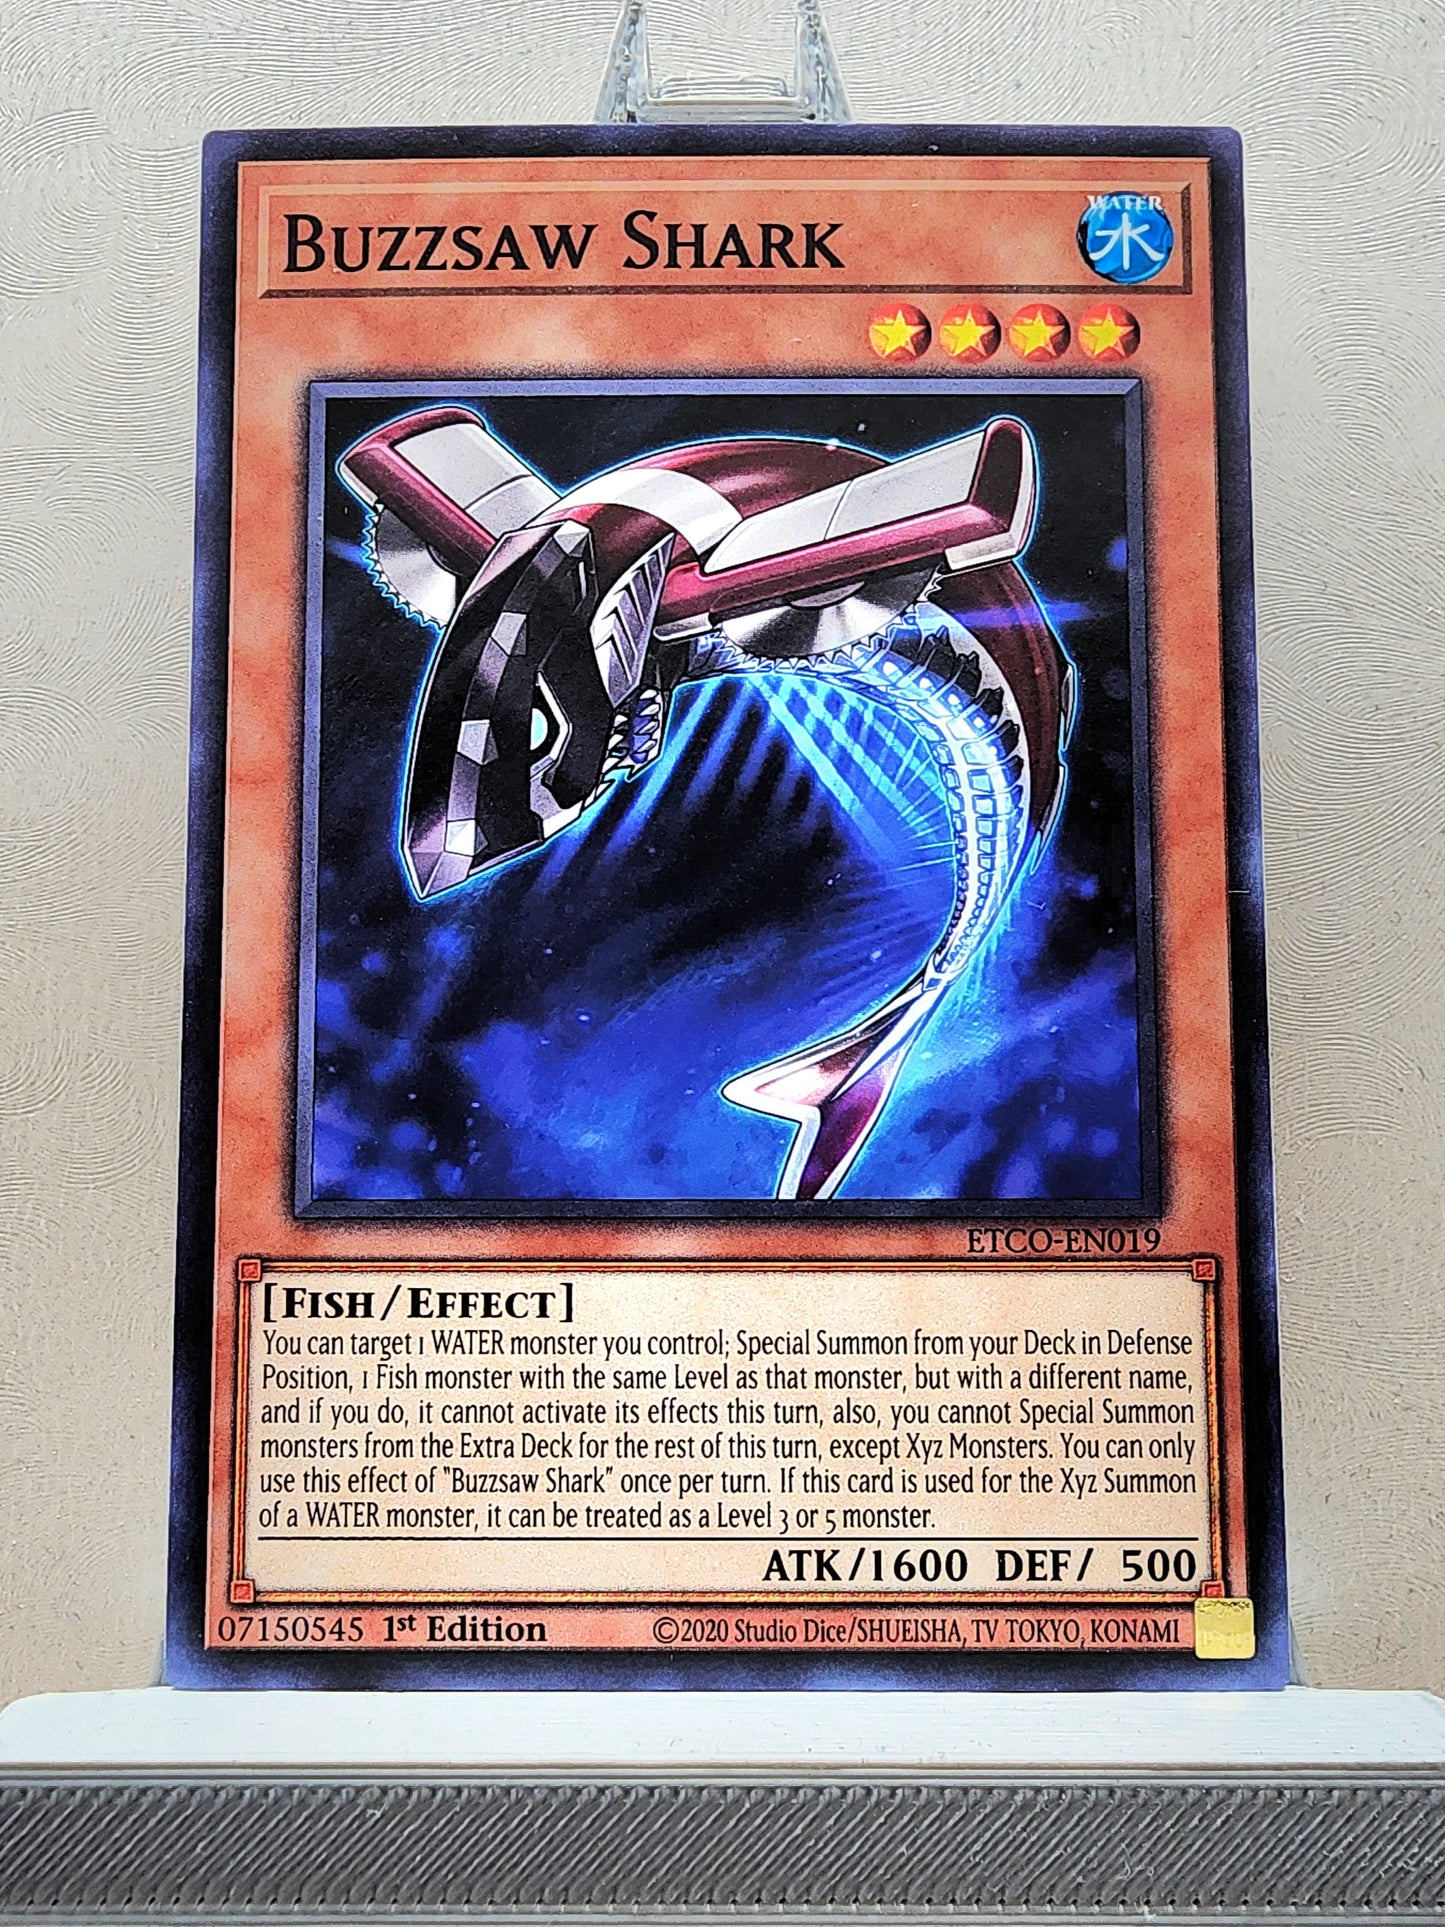 BUZZSAW SHARK
WATER
水
ETCO-EN019
[FISH/EFFECT]
You can target 1 WATER monster you control; Special Summon from your Deck in Defense
Position, 1 Fish monster with the same Level as that monster, but with a different name,
and if you do, it cannot activate its effects this turn, also, you cannot Special Summon
monsters from the Extra Deck for the rest of this turn, except Xyz Monsters. You can only
use this effect of "Buzzsaw Shark" once per turn. If this card is used for the Xyz Summon
of a WATER monster, it can be treated as a Level 3 or 5 monster.
ATK/1600 DEF/ 500
07150545 1st Edition ©2020 Studio Dice/SHUEISHA, TV TOKYO, KONAMI